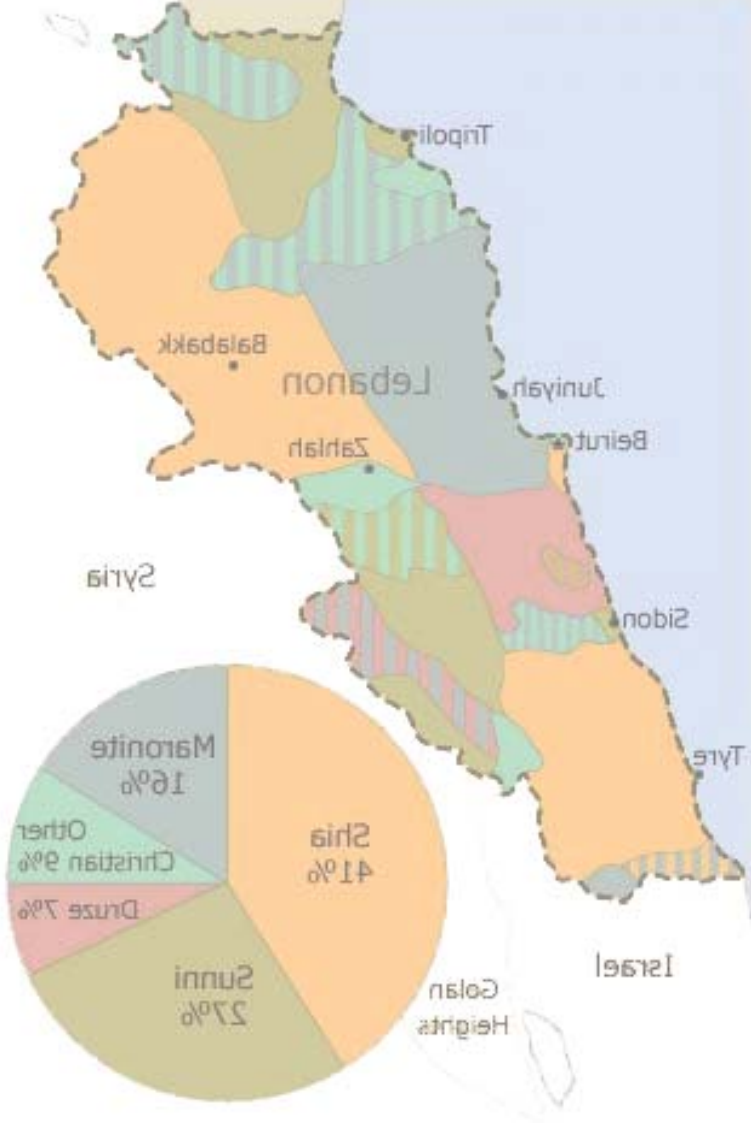 Tripoli
Balabakk
Lebanon
Juniyah
Beirut
Zahlah
Syria
Sidon
Maronite
16%
Tyre
Other
Christian 9%
Shia
41%
Druze 7%
Israel
Sunni
27%
Golan
Heights